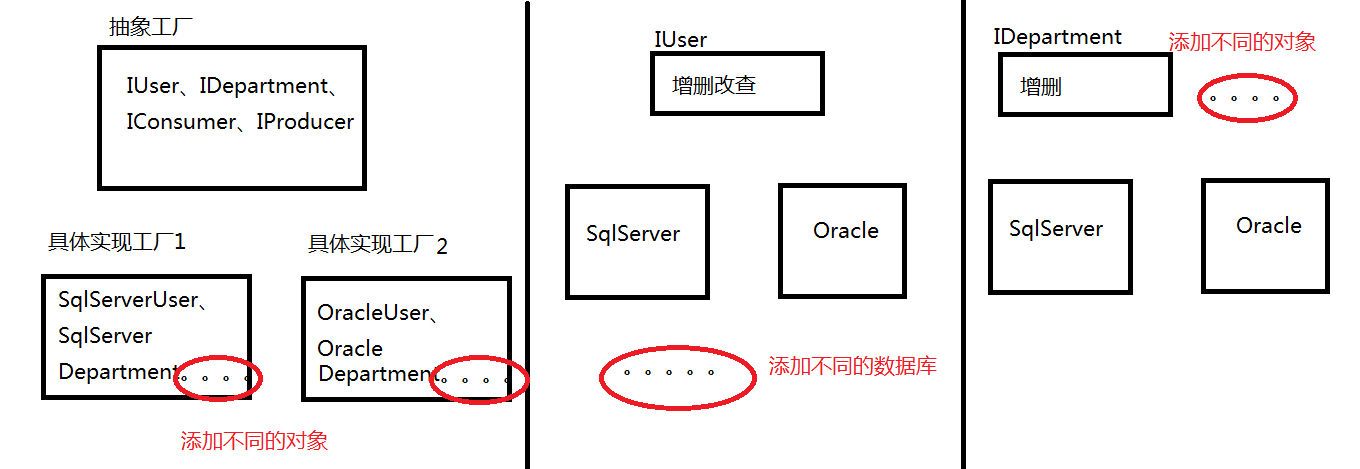 抽象工厂
IUser、IDepartment、
IConsumer、IProducer
具体实现工厂1
SqlServerUser、
SqlServer
Department。。。。
具体实现工厂2
OracleUser、
Oracle
Department。。。。
添加不同的对象
IUser
增删改查
SqlServer
Oracle
。。。。。
添加不同的数据库
IDepartment
添加不同的对象
增删
。。。。
SqlServer
Oracle